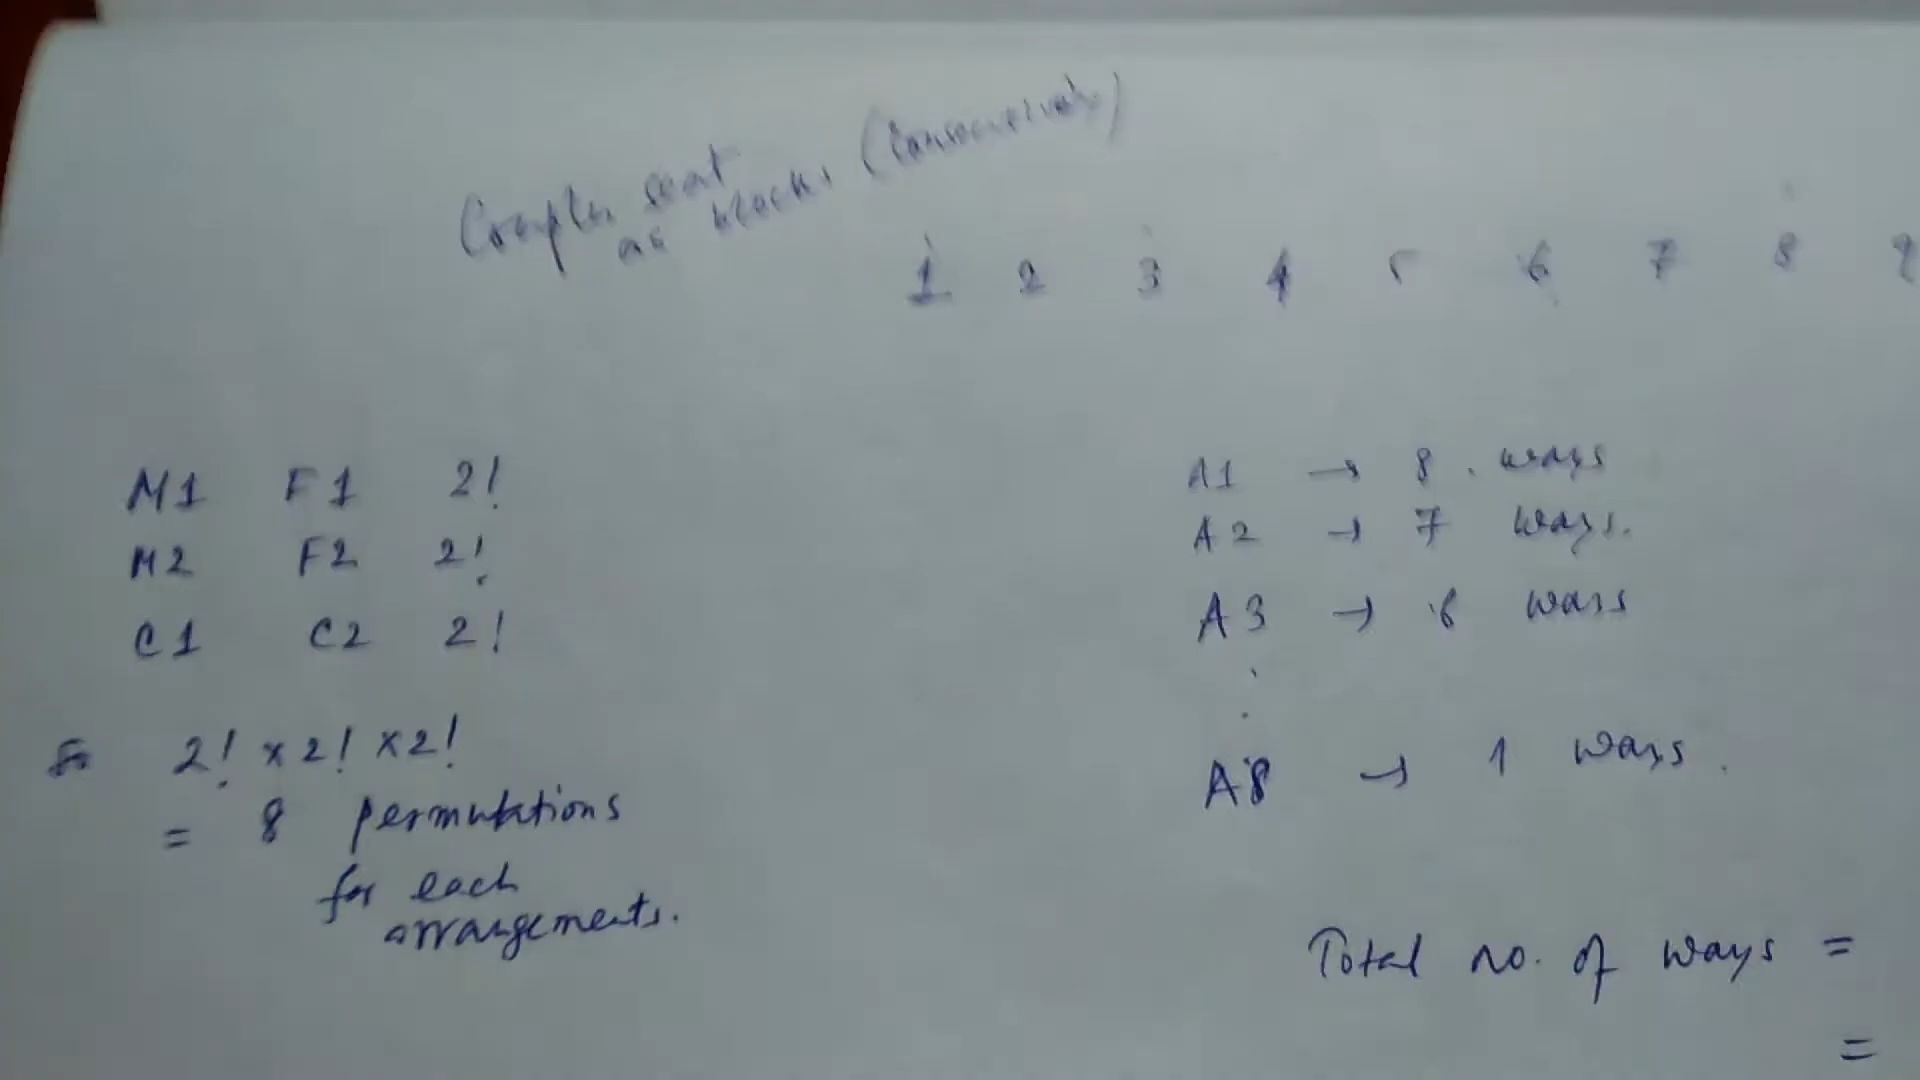 Couples seat
as blocks (Consecutively)
1 2 3 4 5 6 7 8 9
M1 F1 2!
M2 F2 2!
C1 C2 2!
2! x 2! x 2!
= 8 permutations
for each
arrangements.
A1 → 8 ways
A2 → 7 ways.
A3 → 6 ways
.
.
A8 → 1 ways.
Total no. of ways =
=